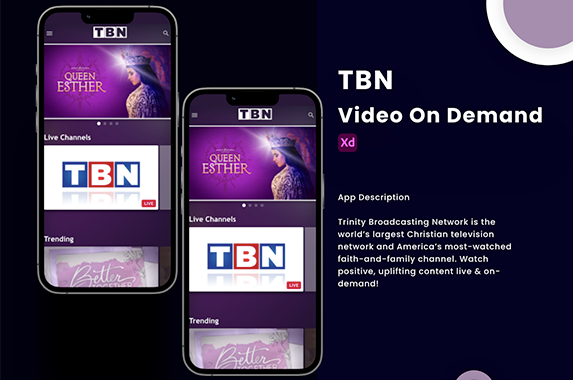 TBN
QUEEN
ESTHER
Live Channels
TBN
LIVE
Trending
Better
TOGETHER
TBN
QUEEN
ESTHER
Live Channels
TBN
LIVE
Trending
Better
TBN
Video On Demand
Xd
App Description
Trinity Broadcasting Network is the
world's largest Christian television
network and America's most-watched
faith-and-family channel. Watch
positive, uplifting content live & on-
demand!